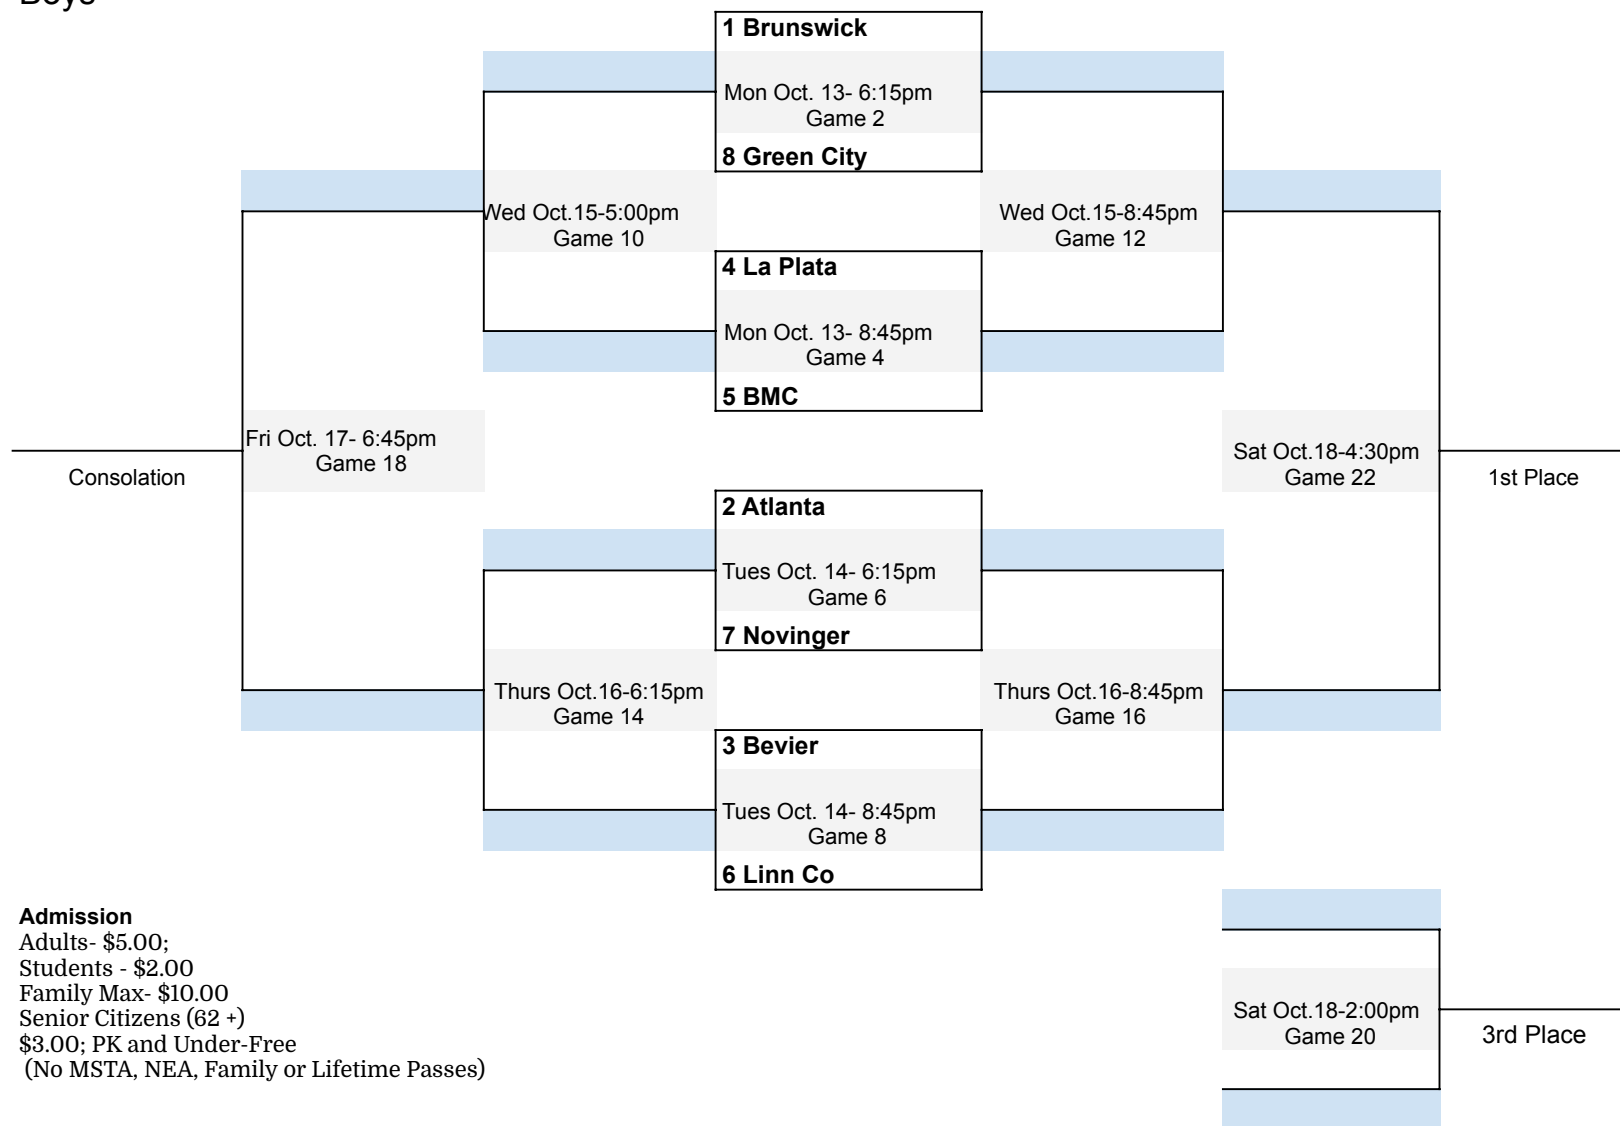 Boys
1 Brunswick
Mon Oct. 13- 6:15pm
Game 2
8 Green City
Wed Oct.15-5:00pm
Game 10
Wed Oct.15-8:45pm
Game 12
4 La Plata
Mon Oct. 13- 8:45pm
Game 4
5 BMC
Fri Oct. 17- 6:45pm
Game 18
Consolation
Sat Oct.18-4:30pm
Game 22
1st Place
2 Atlanta
Tues Oct. 14- 6:15pm
Game 6
7 Novinger
Thurs Oct.16-6:15pm
Game 14
Thurs Oct.16-8:45pm
Game 16
3 Bevier
Tues Oct. 14- 8:45pm
Game 8
6 Linn Co
Admission
Adults- $5.00;
Students - $2.00
Family Max- $10.00
Senior Citizens (62 +)
$3.00; PK and Under-Free
(No MSTA, NEA, Family or Lifetime Passes)
Sat Oct.18-2:00pm
Game 20
3rd Place